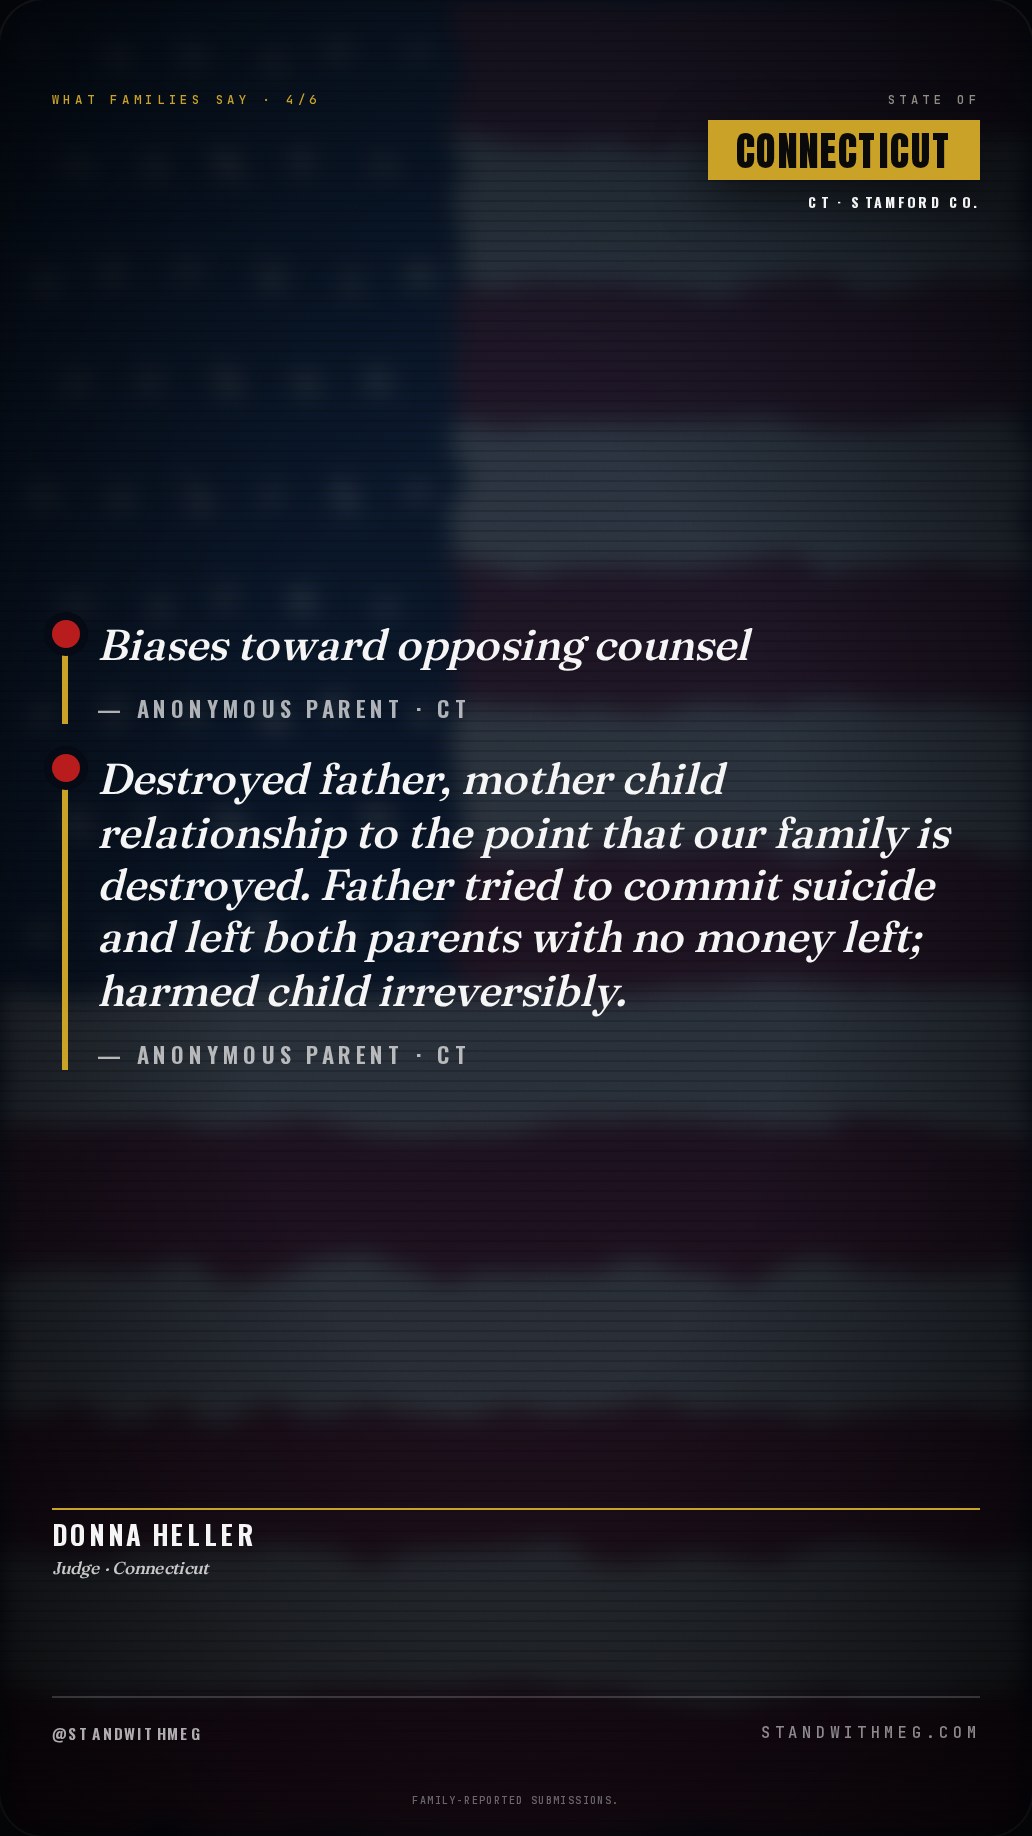 WHAT FAMILIES SAY · 4/6
STATE OF
CONNECTICUT
CT · STAMFORD CO.
Biases toward opposing counsel
— ANONYMOUS PARENT · CT
Destroyed father, mother child
relationship to the point that our family is
destroyed. Father tried to commit suicide
and left both parents with no money left;
harmed child irreversibly.
— ANONYMOUS PARENT · CT
DONNA HELLER
Judge · Connecticut
@STANDWITHMEG
STANDWITHMEG.COM
FAMILY-REPORTED SUBMISSIONS.